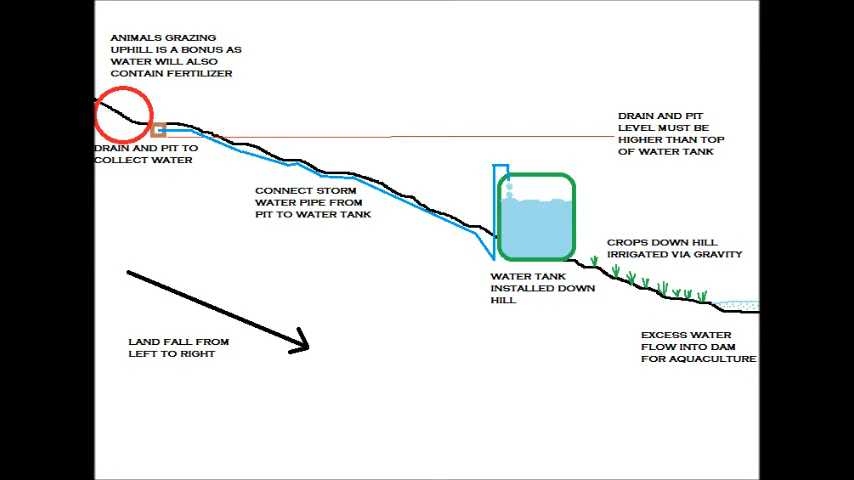 ANIMALS GRAZING
UPHILL IS A BONUS AS
WATER WILL ALSO
CONTAIN FERTILIZER
DRAIN AND PIT TO
COLLECT WATER
DRAIN AND PIT
LEVEL MUST BE
HIGHER THAN TOP
OF WATER TANK
CONNECT STORM
WATER PIPE FROM
PIT TO WATER TANK
CROPS DOWN HILL
IRRIGATED VIA GRAVITY
WATER TANK
INSTALLED DOWN
HILL
LAND FALL FROM
LEFT TO RIGHT
EXCESS WATER
FLOW INTO DAM
FOR AQUACULTURE